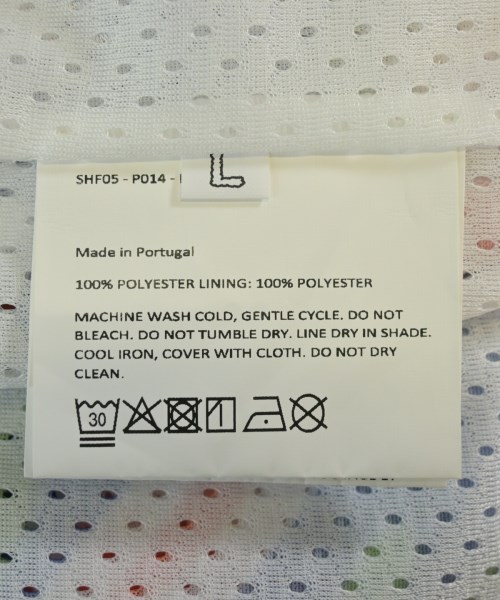 L
SHF05 - P014 -
Made in Portugal
100% POLYESTER LINING: 100% POLYESTER
MACHINE WASH COLD, GENTLE CYCLE. DO NOT
BLEACH. DO NOT TUMBLE DRY. LINE DRY IN SHADE.
COOL IRON, COVER WITH CLOTH. DO NOT DRY
CLEAN.
30